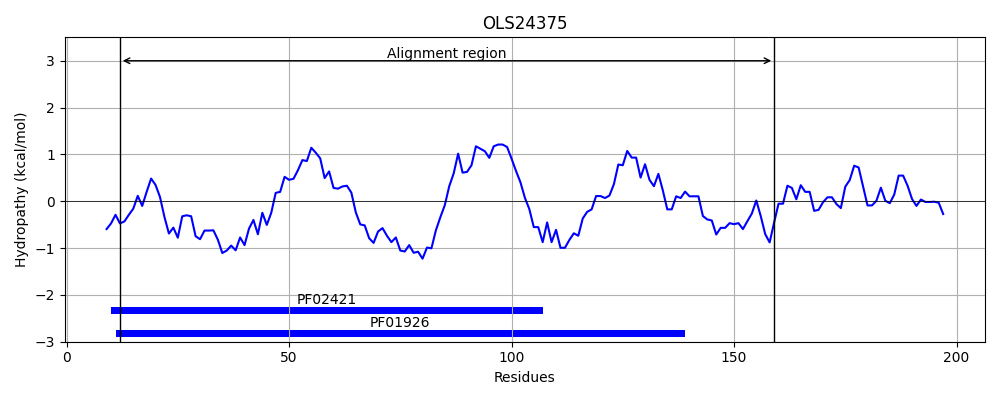 OLS24375
Alignment region
Hydropathy (kcal/mol)
3
2
1
0
−1
−2
−3
PF02421
PF01926
0 50 100 150 200
Residues